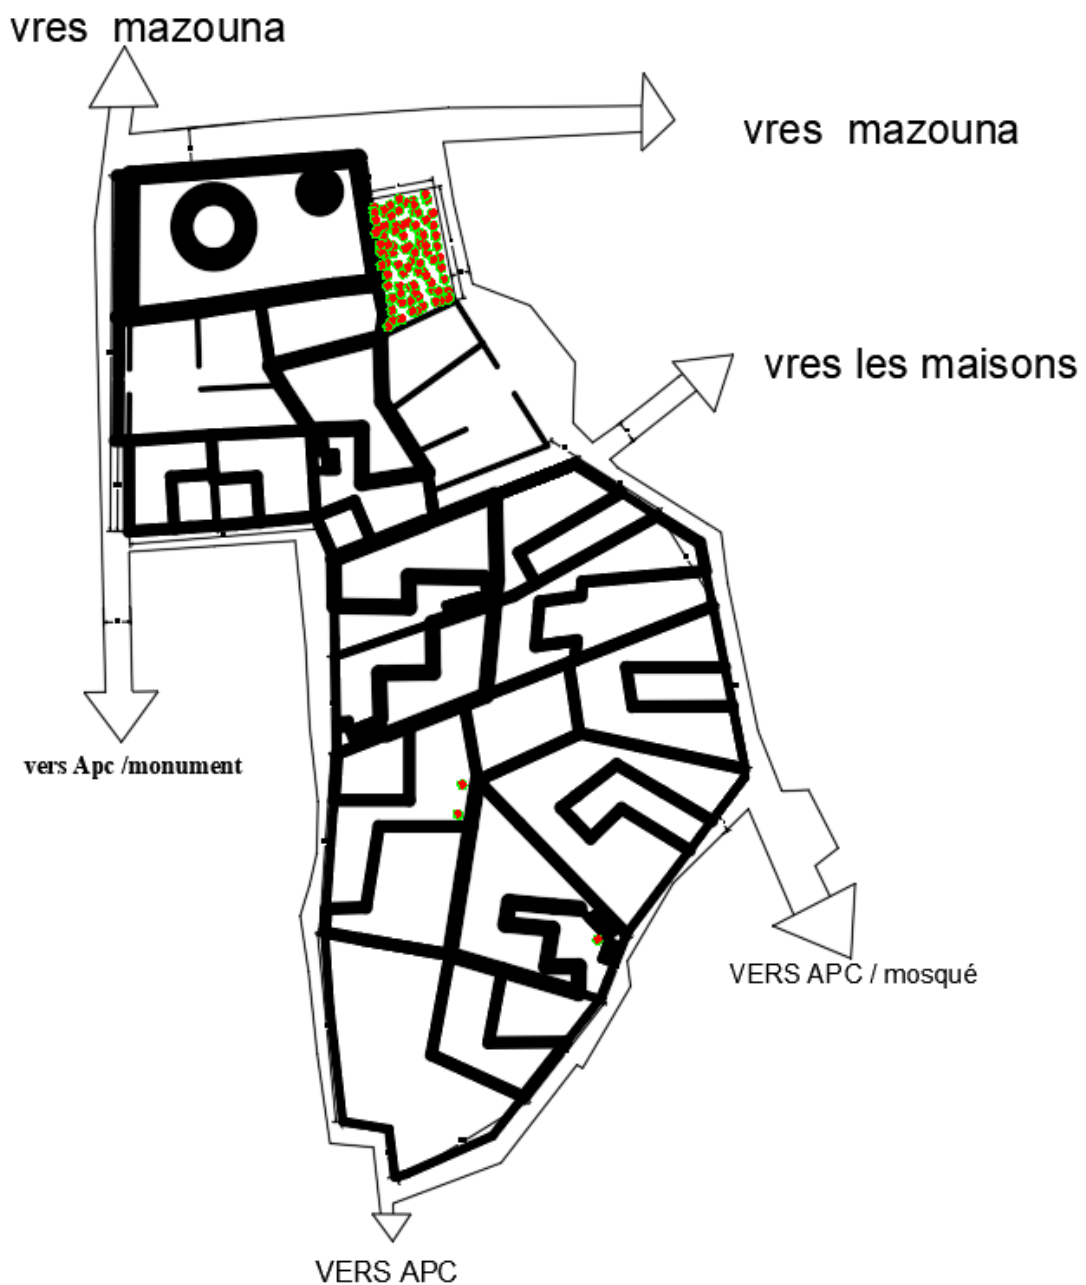 vres mazouna
vres mazouna
vres les maisons
vers Apc /monument
VERS APC / mosqué
VERS APC